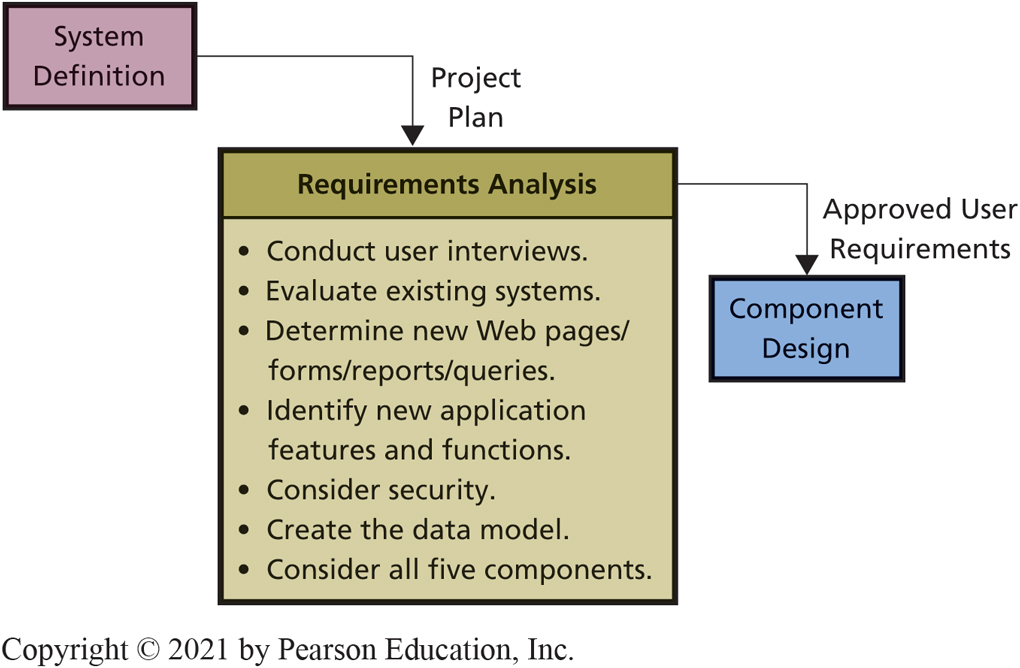 System
Definition
Project
Plan
Requirements Analysis
• Conduct user interviews.
• Evaluate existing systems.
• Determine new Web pages/
forms/reports/queries.
• Identify new application
features and functions.
• Consider security.
• Create the data model.
• Consider all five components.
Approved User
Requirements
Component
Design
Copyright © 2021 by Pearson Education, Inc.